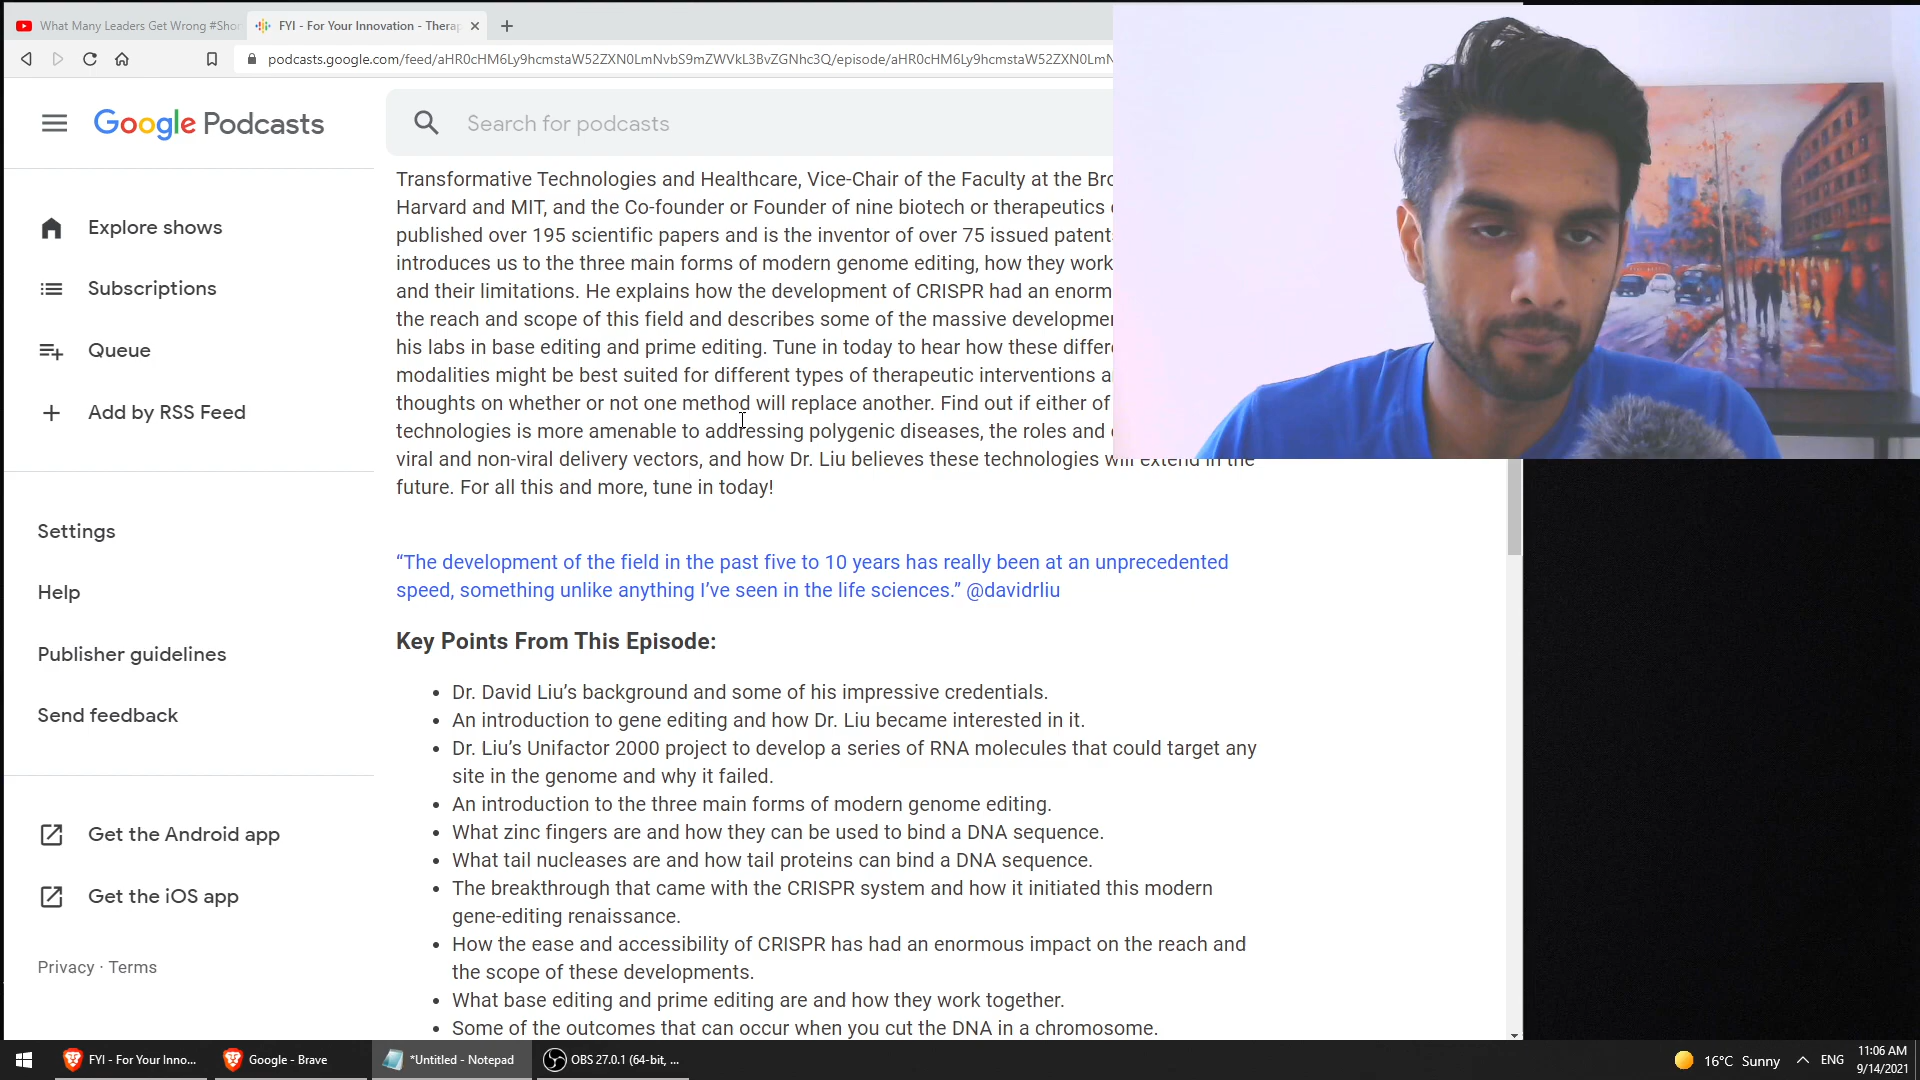 What Many Leaders Get Wrong #Sho
FYI - For Your Innovation - Therap
podcasts.google.com/feed/aHR0cHM6Ly9hcmstaW52ZXN0LmNvbS9mZWVkL3BvZGNhc3Q/episode/aHR0cHM6Ly9hcmstaW52ZXN0LmN
Google Podcasts
Search for podcasts
Explore shows
Subscriptions
Queue
Add by RSS Feed
Settings
Help
Publisher guidelines
Send feedback
Get the Android app
Get the iOS app
Privacy · Terms
Transformative Technologies and Healthcare, Vice-Chair of the Faculty at the Bro
Harvard and MIT, and the Co-founder or Founder of nine biotech or therapeutics
published over 195 scientific papers and is the inventor of over 75 issued patent
introduces us to the three main forms of modern genome editing, how they work
and their limitations. He explains how the development of CRISPR had an enorm
the reach and scope of this field and describes some of the massive developme
his labs in base editing and prime editing. Tune in today to hear how these differ
modalities might be best suited for different types of therapeutic interventions a
thoughts on whether or not one method will replace another. Find out if either of
technologies is more amenable to addressing polygenic diseases, the roles and
viral and non-viral delivery vectors, and how Dr. Liu believes these technologies will extend in the
future. For all this and more, tune in today!
“The development of the field in the past five to 10 years has really been at an unprecedented
speed, something unlike anything I’ve seen in the life sciences.” @davidrliu
Key Points From This Episode:
• Dr. David Liu’s background and some of his impressive credentials.
• An introduction to gene editing and how Dr. Liu became interested in it.
• Dr. Liu’s Unifactor 2000 project to develop a series of RNA molecules that could target any
site in the genome and why it failed.
• An introduction to the three main forms of modern genome editing.
• What zinc fingers are and how they can be used to bind a DNA sequence.
• What tail nucleases are and how tail proteins can bind a DNA sequence.
• The breakthrough that came with the CRISPR system and how it initiated this modern
gene-editing renaissance.
• How the ease and accessibility of CRISPR has had an enormous impact on the reach and
the scope of these developments.
• What base editing and prime editing are and how they work together.
• Some of the outcomes that can occur when you cut the DNA in a chromosome.
FYI - For Your Inno...
Google - Brave
*Untitled - Notepad
OBS 27.0.1 (64-bit, ...
16°C Sunny
ENG
11:06 AM
9/14/2021